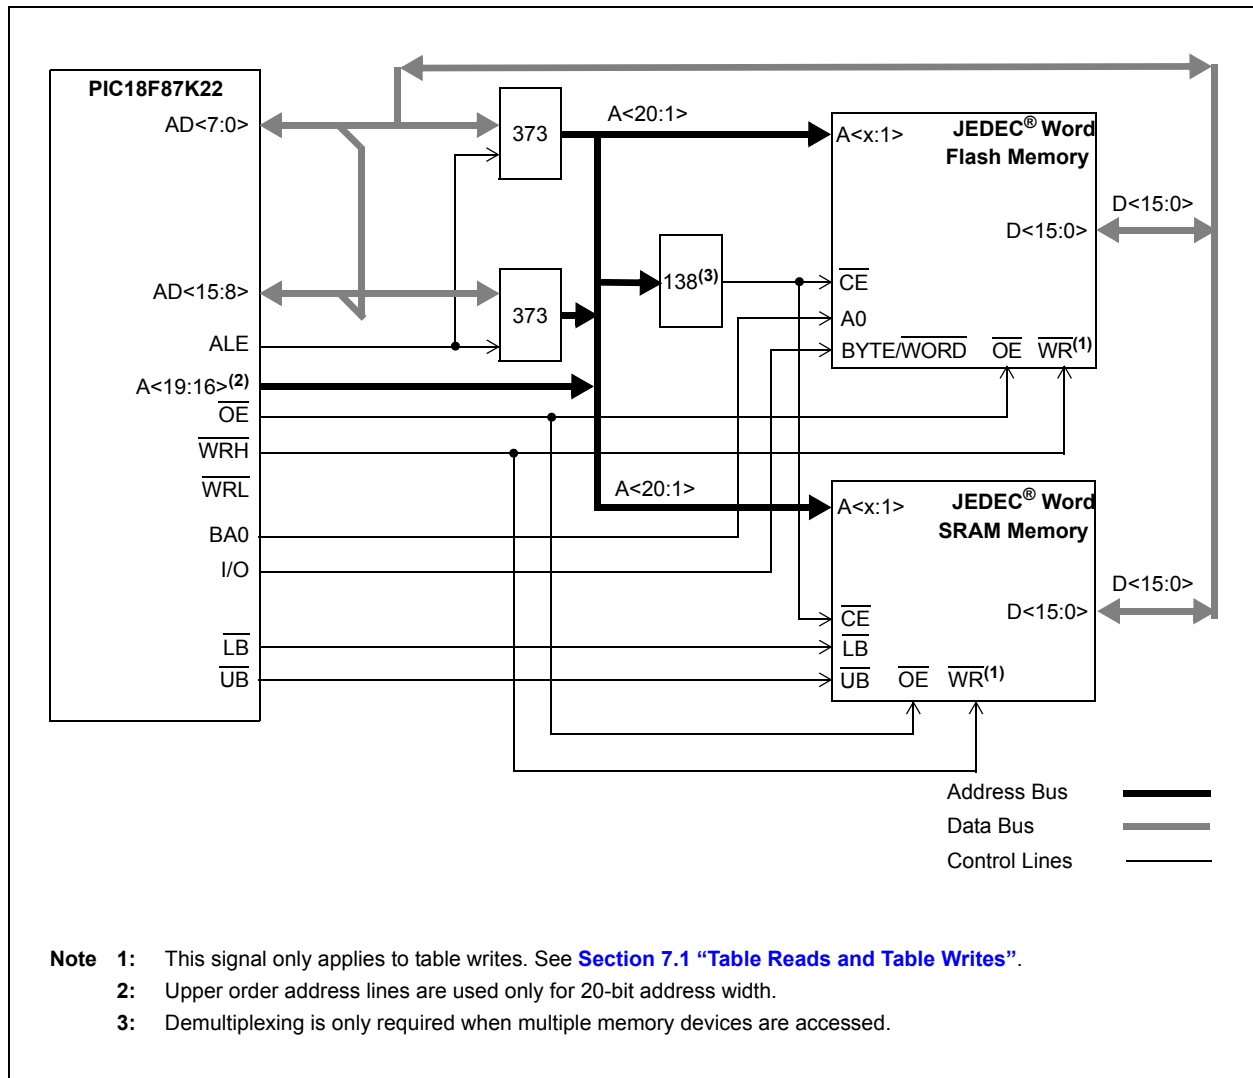 PIC18F87K22
AD<7:0>
373
A<20:1>
A<x:1>
JEDEC® Word
Flash Memory
D<15:0>
D<15:0>
138(3)
CE
AD<15:8>
373
A0
ALE
BYTE/WORD OE WR(1)
A<19:16>(2)
OE
WRH
WRL
A<20:1>
A<x:1>
JEDEC® Word
SRAM Memory
BA0
I/O
D<15:0>
D<15:0>
CE
LB
LB
UB
UB OE WR(1)
Address Bus
Data Bus
Control Lines
Note 1: This signal only applies to table writes. See Section 7.1 “Table Reads and Table Writes”.
2: Upper order address lines are used only for 20-bit address width.
3: Demultiplexing is only required when multiple memory devices are accessed.